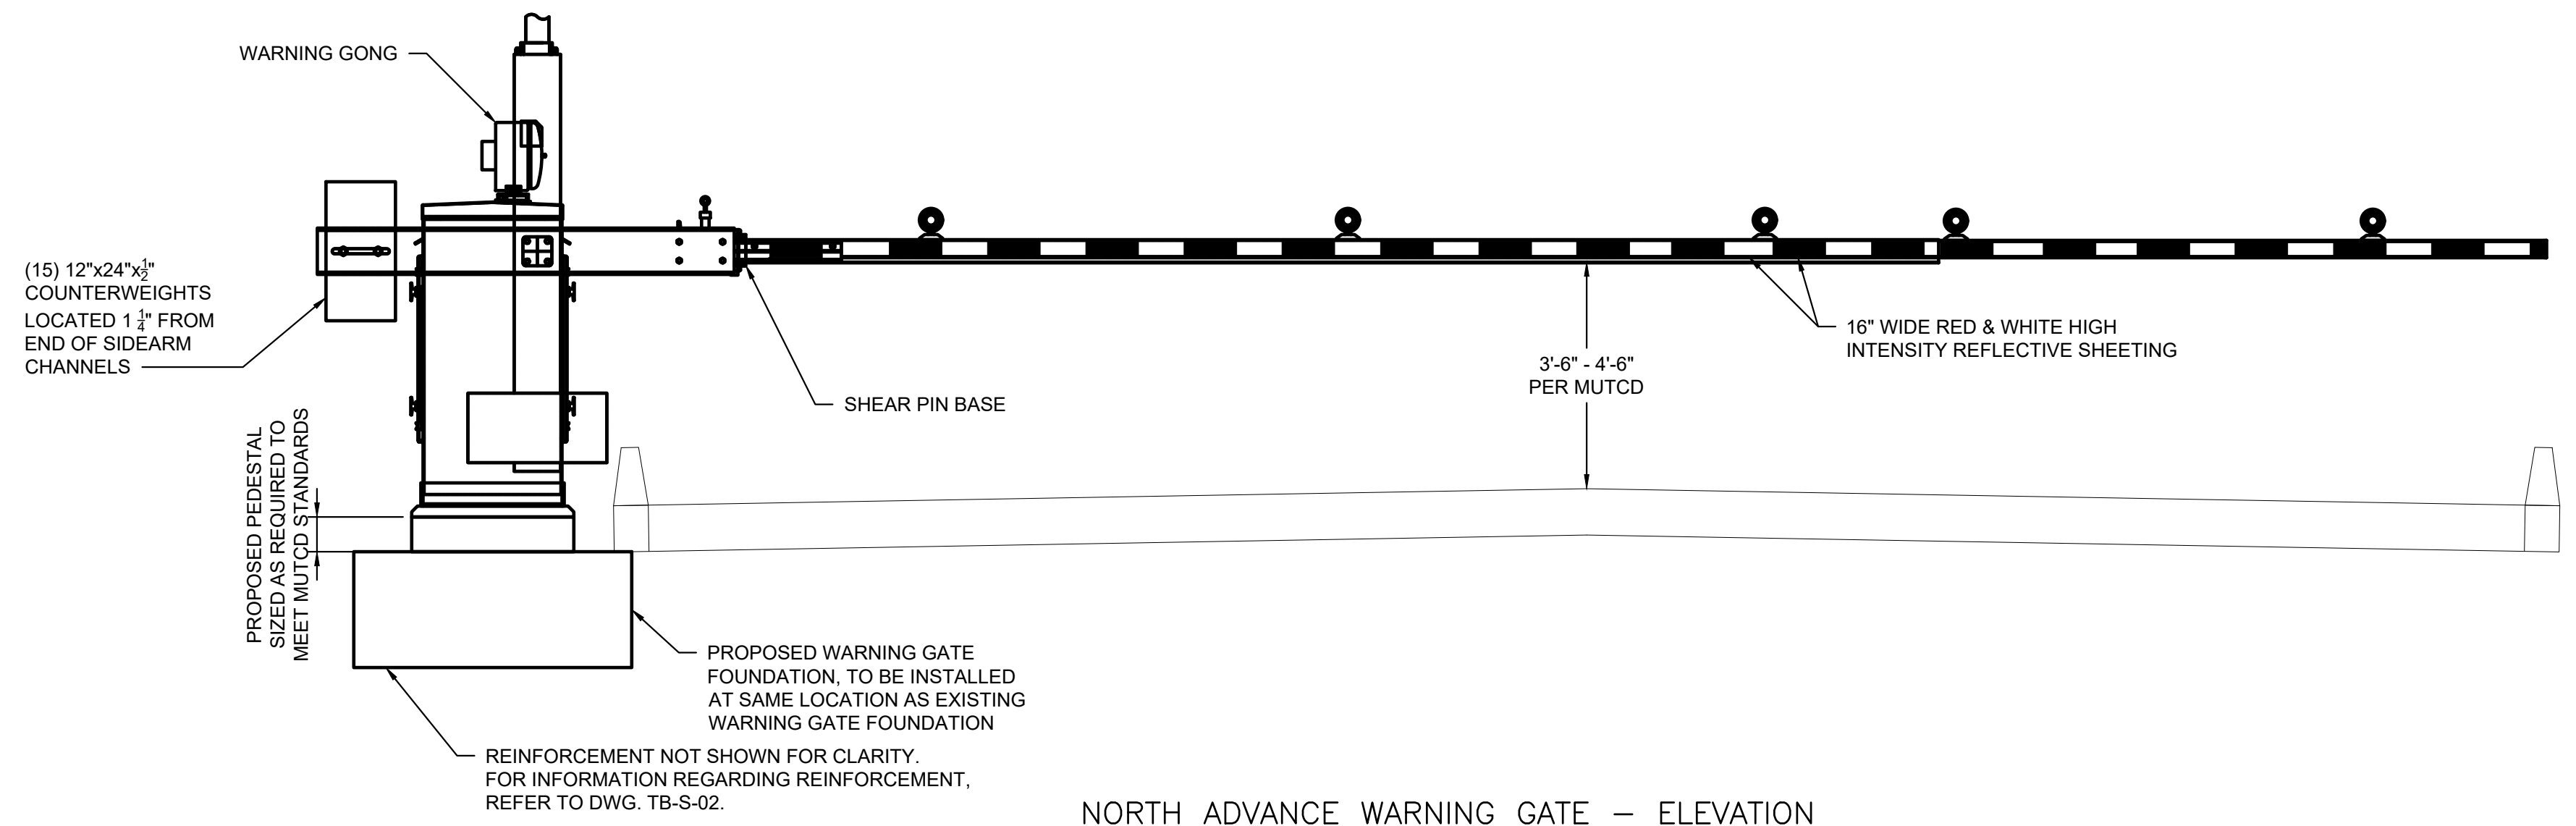 WARNING GONG
(15) 12"x24"x1/2"
COUNTERWEIGHTS
LOCATED 1 1/4" FROM
END OF SIDEARM
CHANNELS
16" WIDE RED & WHITE HIGH
INTENSITY REFLECTIVE SHEETING
3'-6" - 4'-6"
PER MUTCD
SHEAR PIN BASE
PROPOSED PEDESTAL
SIZED AS REQUIRED TO
MEET MUTCD STANDARDS
PROPOSED WARNING GATE
FOUNDATION, TO BE INSTALLED
AT SAME LOCATION AS EXISTING
WARNING GATE FOUNDATION
REINFORCEMENT NOT SHOWN FOR CLARITY.
FOR INFORMATION REGARDING REINFORCEMENT,
REFER TO DWG. TB-S-02.
NORTH ADVANCE WARNING GATE – ELEVATION